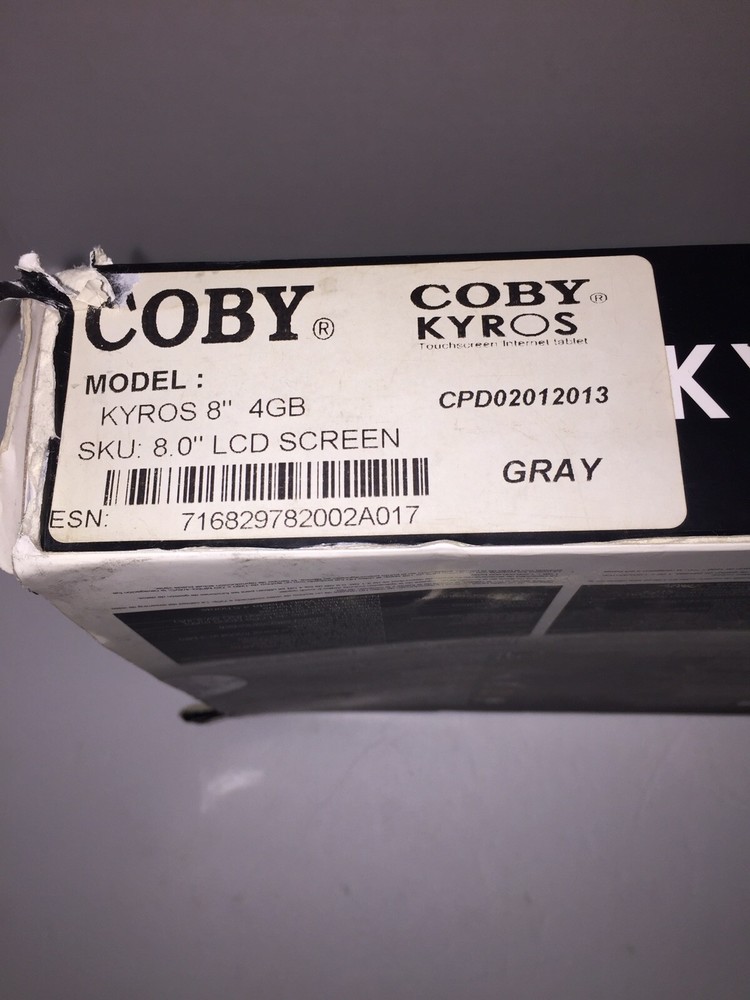 COBY®
MODEL :
KYROS 8" 4GB
SKU: 8.0" LCD SCREEN
ESN: 716829782002A017
COBY®
KYROS
Touchscreen Internet tablet
CPD02012013
GRAY
KY